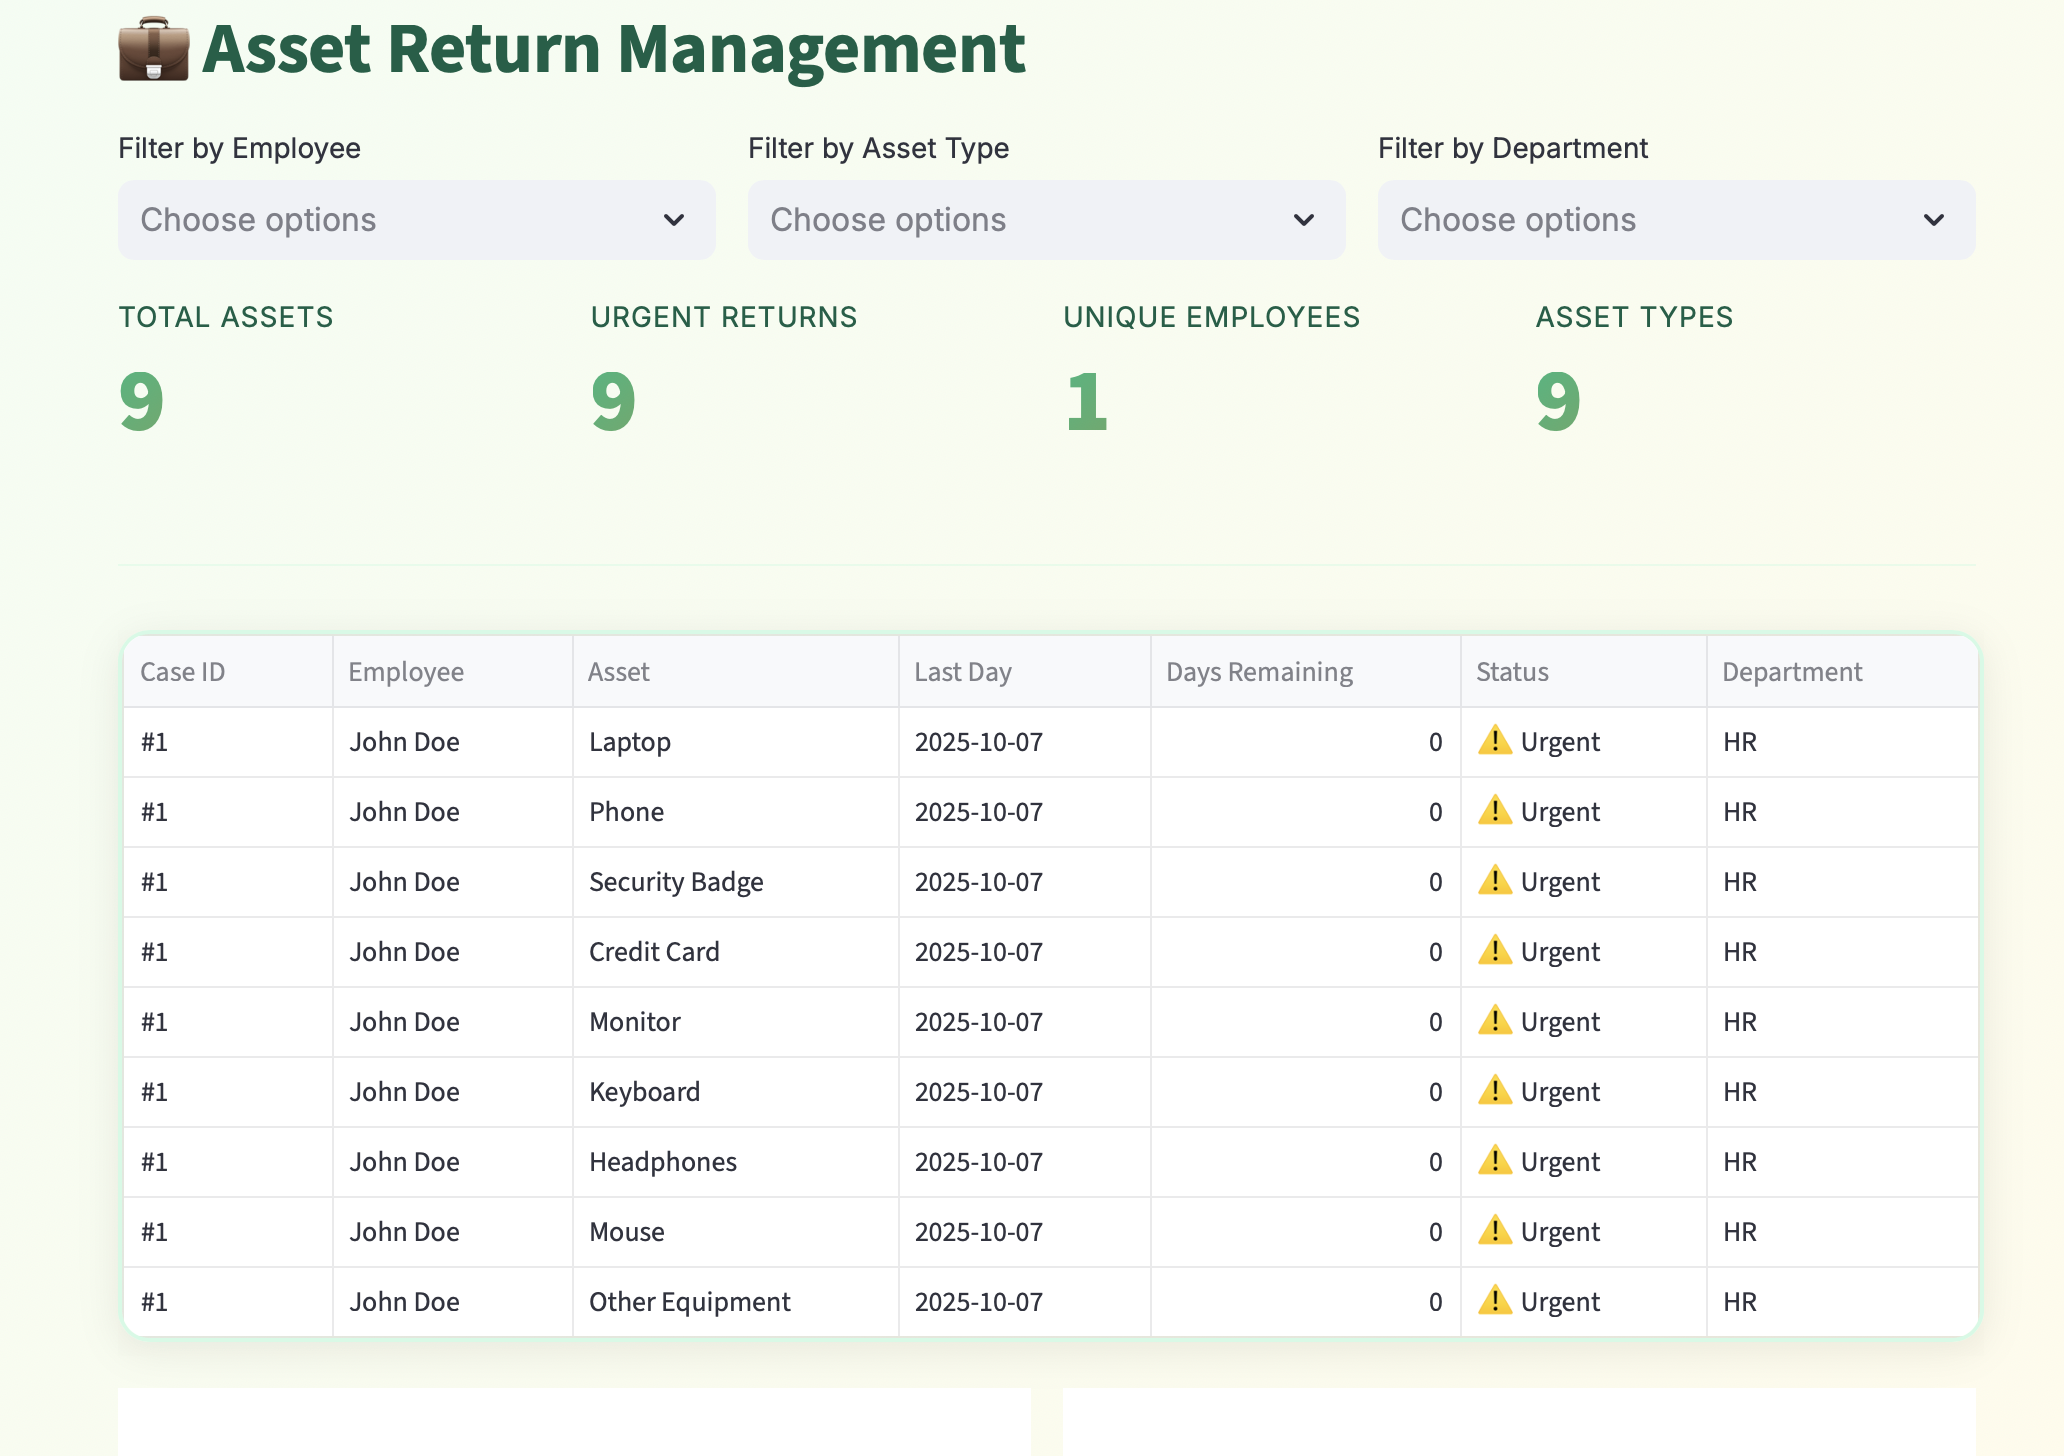 Asset Return Management
Filter by Employee Filter by Asset Type Filter by Department
Choose options Choose options Choose options
TOTAL ASSETS URGENT RETURNS UNIQUE EMPLOYEES ASSET TYPES
9 9 1 9
Case ID Employee Asset Last Day Days Remaining Status Department
#1 John Doe Laptop 2025-10-07 0 Urgent HR
#1 John Doe Phone 2025-10-07 0 Urgent HR
#1 John Doe Security Badge 2025-10-07 0 Urgent HR
#1 John Doe Credit Card 2025-10-07 0 Urgent HR
#1 John Doe Monitor 2025-10-07 0 Urgent HR
#1 John Doe Keyboard 2025-10-07 0 Urgent HR
#1 John Doe Headphones 2025-10-07 0 Urgent HR
#1 John Doe Mouse 2025-10-07 0 Urgent HR
#1 John Doe Other Equipment 2025-10-07 0 Urgent HR